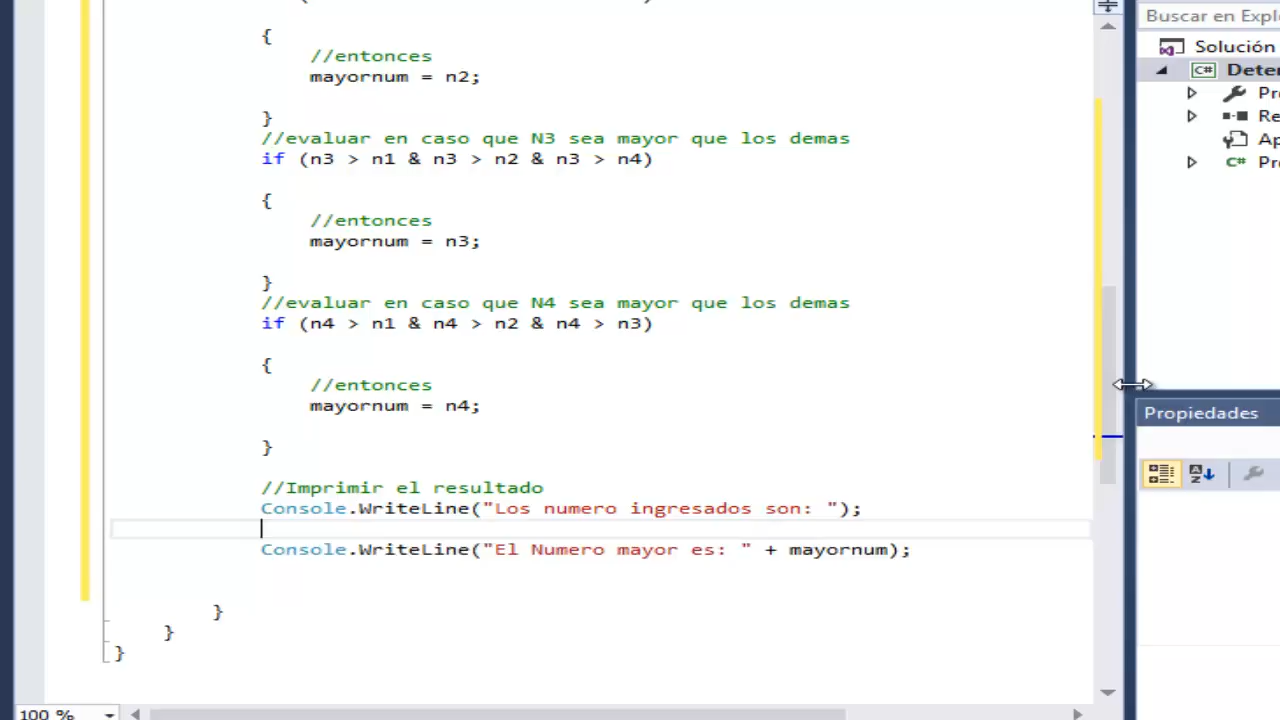 Buscar en
Solución
{
//entonces
mayornum = n2;
}
//evaluar en caso que N3 sea mayor que los demas
if (n3 > n1 & n3 > n2 & n3 > n4)
{
//entonces
mayornum = n3;
}
//evaluar en caso que N4 sea mayor que los demas
if (n4 > n1 & n4 > n2 & n4 > n3)
{
//entonces
mayornum = n4;
}
//Imprimir el resultado
Console.WriteLine("Los numero ingresados son: ");
Console.WriteLine("El Numero mayor es: " + mayornum);
}
}
}
100 %
C#
C#
Propiedades